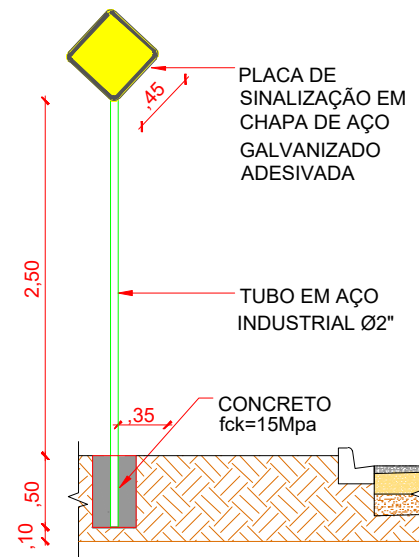 PLACA DE
SINALIZAÇÃO EM
CHAPA DE AÇO
GALVANIZADO
ADESIVADA
,45
2,50
TUBO EM AÇO
INDUSTRIAL Ø2"
,35
CONCRETO
fck=15Mpa
,50
,10